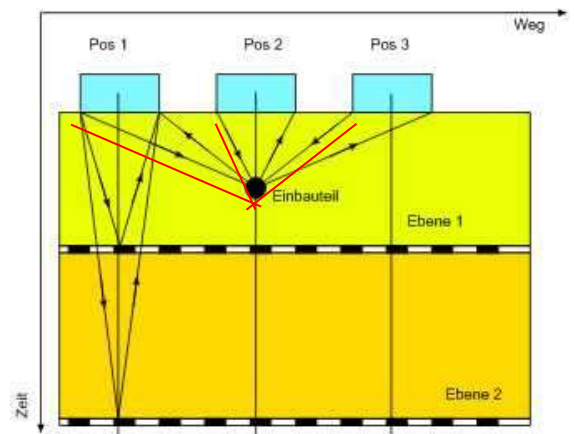 Weg
Pos 1
Pos 2
Pos 3
Einbauteil
Ebene 1
Ebene 2
Zeit